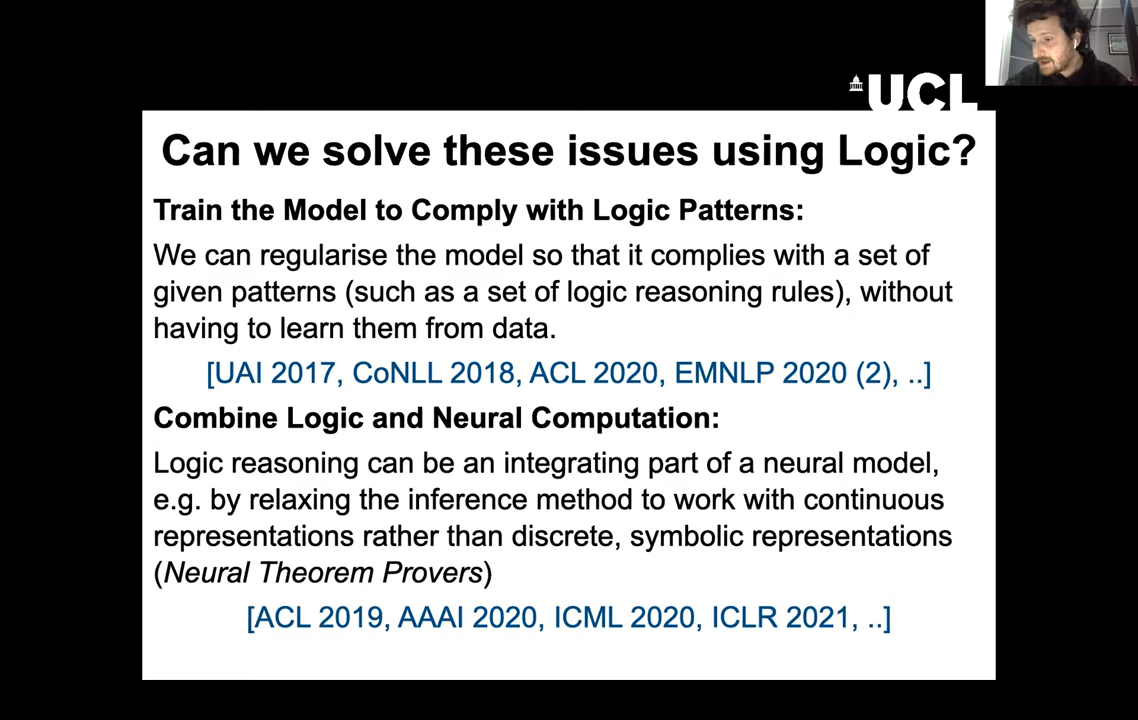 UCL
Can we solve these issues using Logic?
Train the Model to Comply with Logic Patterns:
We can regularise the model so that it complies with a set of
given patterns (such as a set of logic reasoning rules), without
having to learn them from data.
[UAI 2017, CoNLL 2018, ACL 2020, EMNLP 2020 (2), ..]
Combine Logic and Neural Computation:
Logic reasoning can be an integrating part of a neural model,
e.g. by relaxing the inference method to work with continuous
representations rather than discrete, symbolic representations
(Neural Theorem Provers)
[ACL 2019, AAAI 2020, ICML 2020, ICLR 2021, ..]